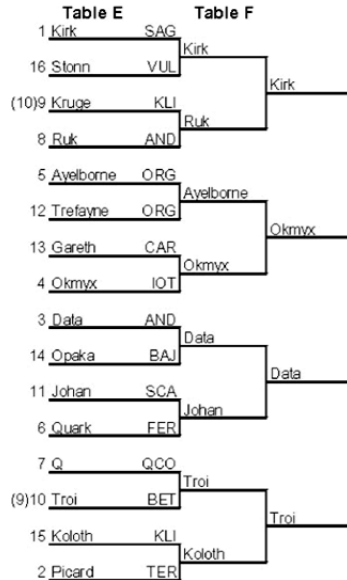 Table E Table F
1 Kirk SAG
Kirk
16 Stonn VUL
Kirk
(10)9 Kruge KLI
Ruk
8 Ruk AND
5 Ayelborne ORG
Ayelborne
12 Trefayne ORG
Okmyx
13 Gareth CAR
Okmyx
4 Okmyx IOT
3 Data AND
Data
14 Opaka BAJ
Data
11 Johan SCA
Johan
6 Quark FER
7 Q QCO
Troi
(9)10 Troi BET
Troi
15 Koloth KLI
Koloth
2 Picard TER